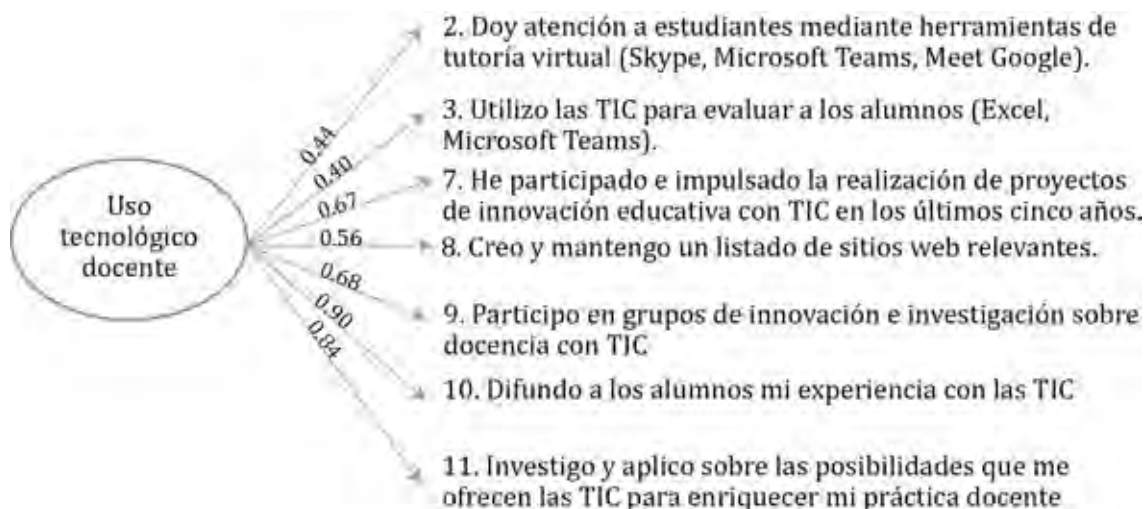 Uso
tecnológico
docente
0.44
0.40
0.67
0.56
0.68
0.90
0.84
2. Doy atención a estudiantes mediante herramientas de
tutoría virtual (Skype, Microsoft Teams, Meet Google).
3. Utilizo las TIC para evaluar a los alumnos (Excel,
Microsoft Teams).
7. He participado e impulsado la realización de proyectos
de innovación educativa con TIC en los últimos cinco años.
8. Creo y mantengo un listado de sitios web relevantes.
9. Participo en grupos de innovación e investigación sobre
docencia con TIC
10. Difundo a los alumnos mi experiencia con las TIC
11. Investigo y aplico sobre las posibilidades que me
ofrecen las TIC para enriquecer mi práctica docente